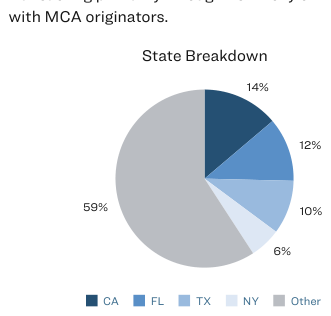 with MCA originators.
State Breakdown
14%
12%
10%
6%
59%
CA FL TX NY Other